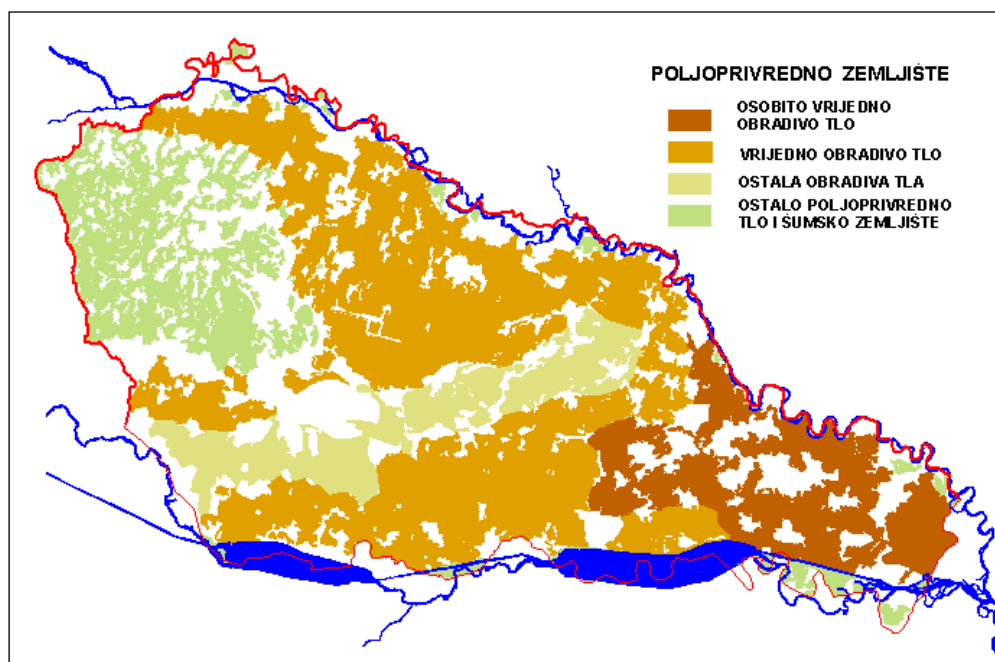 POLJOPRIVREDNO ZEMLJIŠTE
OSOBITO VRIJEDNO
OBRADIVO TLO
VRIJEDNO OBRADIVO TLO
OSTALA OBRADIVA TLA
OSTALO POLJOPRIVREDNO
TLO I ŠUMSKO ZEMLJIŠTE